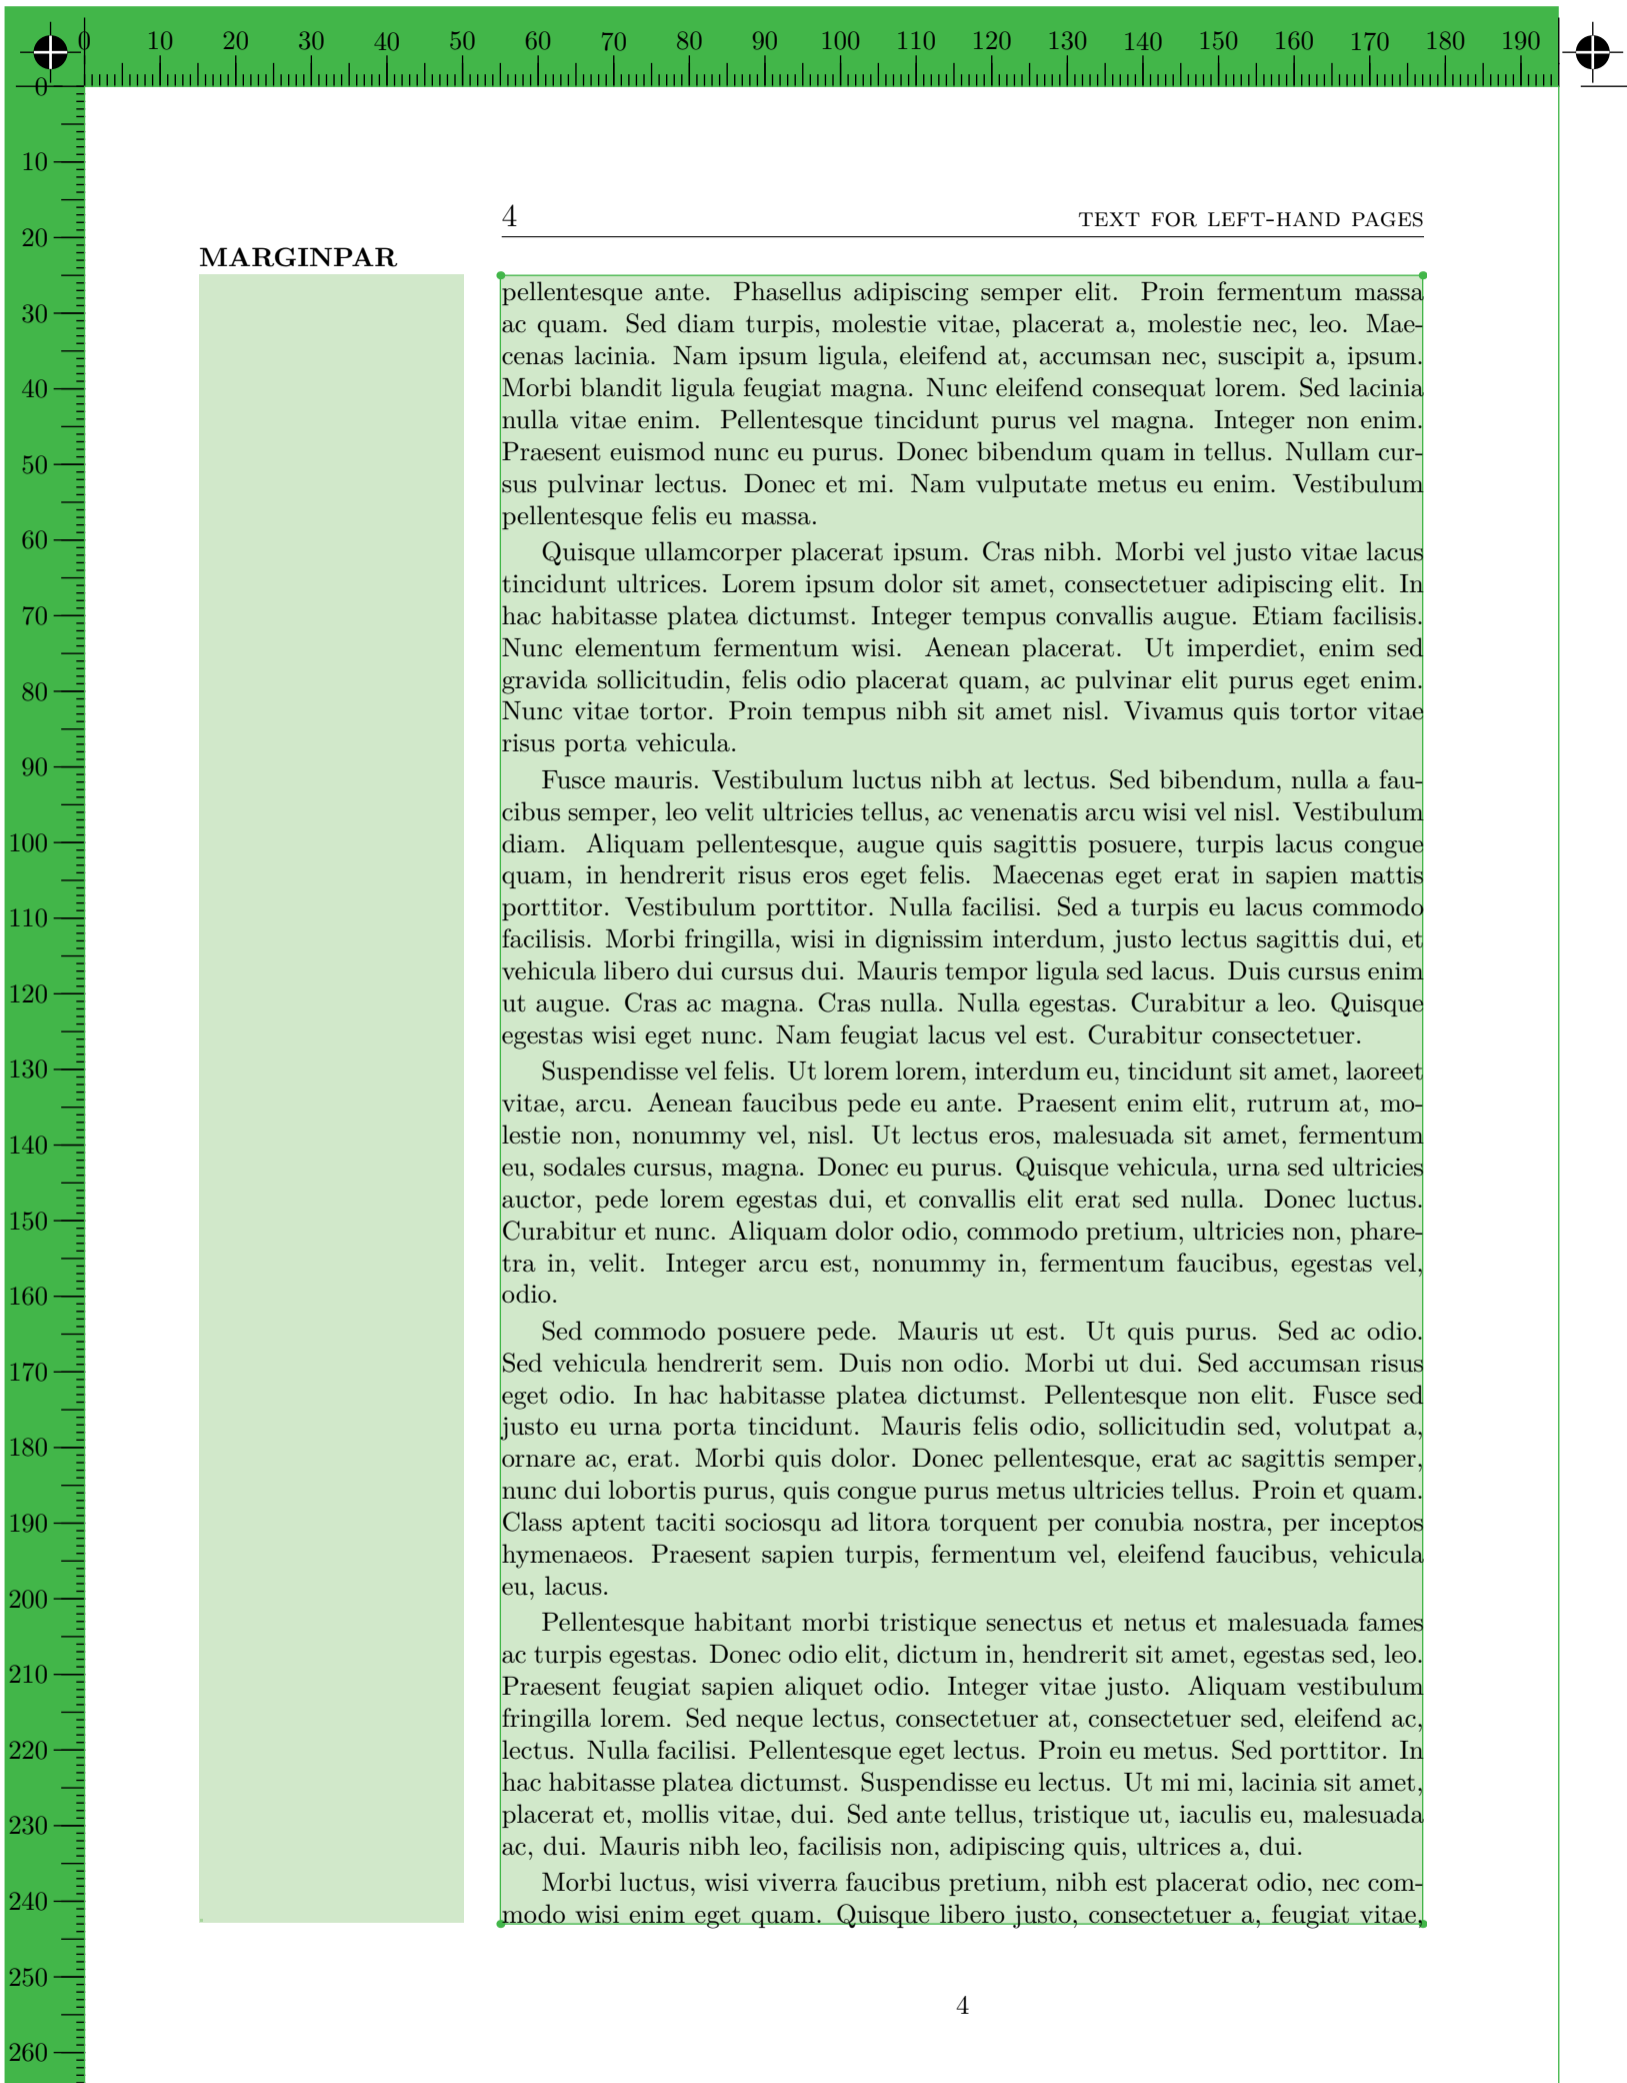 0 10 20 30 40 50 60 70 80 90 100 110 120 130 140 150 160 170 180 190
0
10
20
30
40
50
60
70
80
90
100
110
120
130
140
150
160
170
180
190
200
210
220
230
240
250
260
4 TEXT FOR LEFT-HAND PAGES
MARGINPAR
pellentesque ante. Phasellus adipiscing semper elit. Proin fermentum massa
ac quam. Sed diam turpis, molestie vitae, placerat a, molestie nec, leo. Mae-
cenas lacinia. Nam ipsum ligula, eleifend at, accumsan nec, suscipit a, ipsum.
Morbi blandit ligula feugiat magna. Nunc eleifend consequat lorem. Sed lacinia
nulla vitae enim. Pellentesque tincidunt purus vel magna. Integer non enim.
Praesent euismod nunc eu purus. Donec bibendum quam in tellus. Nullam cur-
sus pulvinar lectus. Donec et mi. Nam vulputate metus eu enim. Vestibulum
pellentesque felis eu massa.
Quisque ullamcorper placerat ipsum. Cras nibh. Morbi vel justo vitae lacus
tincidunt ultrices. Lorem ipsum dolor sit amet, consectetuer adipiscing elit. In
hac habitasse platea dictumst. Integer tempus convallis augue. Etiam facilisis.
Nunc elementum fermentum wisi. Aenean placerat. Ut imperdiet, enim sed
gravida sollicitudin, felis odio placerat quam, ac pulvinar elit purus eget enim.
Nunc vitae tortor. Proin tempus nibh sit amet nisl. Vivamus quis tortor vitae
risus porta vehicula.
Fusce mauris. Vestibulum luctus nibh at lectus. Sed bibendum, nulla a fau-
cibus semper, leo velit ultricies tellus, ac venenatis arcu wisi vel nisl. Vestibulum
diam. Aliquam pellentesque, augue quis sagittis posuere, turpis lacus congue
quam, in hendrerit risus eros eget felis. Maecenas eget erat in sapien mattis
porttitor. Vestibulum porttitor. Nulla facilisi. Sed a turpis eu lacus commodo
facilisis. Morbi fringilla, wisi in dignissim interdum, justo lectus sagittis dui, et
vehicula libero dui cursus dui. Mauris tempor ligula sed lacus. Duis cursus enim
ut augue. Cras ac magna. Cras nulla. Nulla egestas. Curabitur a leo. Quisque
egestas wisi eget nunc. Nam feugiat lacus vel est. Curabitur consectetuer.
Suspendisse vel felis. Ut lorem lorem, interdum eu, tincidunt sit amet, laoreet
vitae, arcu. Aenean faucibus pede eu ante. Praesent enim elit, rutrum at, mo-
lestie non, nonummy vel, nisl. Ut lectus eros, malesuada sit amet, fermentum
eu, sodales cursus, magna. Donec eu purus. Quisque vehicula, urna sed ultricies
auctor, pede lorem egestas dui, et convallis elit erat sed nulla. Donec luctus.
Curabitur et nunc. Aliquam dolor odio, commodo pretium, ultricies non, phare-
tra in, velit. Integer arcu est, nonummy in, fermentum faucibus, egestas vel,
odio.
Sed commodo posuere pede. Mauris ut est. Ut quis purus. Sed ac odio.
Sed vehicula hendrerit sem. Duis non odio. Morbi ut dui. Sed accumsan risus
eget odio. In hac habitasse platea dictumst. Pellentesque non elit. Fusce sed
justo eu urna porta tincidunt. Mauris felis odio, sollicitudin sed, volutpat a,
ornare ac, erat. Morbi quis dolor. Donec pellentesque, erat ac sagittis semper,
nunc dui lobortis purus, quis congue purus metus ultricies tellus. Proin et quam.
Class aptent taciti sociosqu ad litora torquent per conubia nostra, per inceptos
hymenaeos. Praesent sapien turpis, fermentum vel, eleifend faucibus, vehicula
eu, lacus.
Pellentesque habitant morbi tristique senectus et netus et malesuada fames
ac turpis egestas. Donec odio elit, dictum in, hendrerit sit amet, egestas sed, leo.
Praesent feugiat sapien aliquet odio. Integer vitae justo. Aliquam vestibulum
fringilla lorem. Sed neque lectus, consectetuer at, consectetuer sed, eleifend ac,
lectus. Nulla facilisi. Pellentesque eget lectus. Proin eu metus. Sed porttitor. In
hac habitasse platea dictumst. Suspendisse eu lectus. Ut mi mi, lacinia sit amet,
placerat et, mollis vitae, dui. Sed ante tellus, tristique ut, iaculis eu, malesuada
ac, dui. Mauris nibh leo, facilisis non, adipiscing quis, ultrices a, dui.
Morbi luctus, wisi viverra faucibus pretium, nibh est placerat odio, nec com-
modo wisi enim eget quam. Quisque libero justo, consectetuer a, feugiat vitae,
4